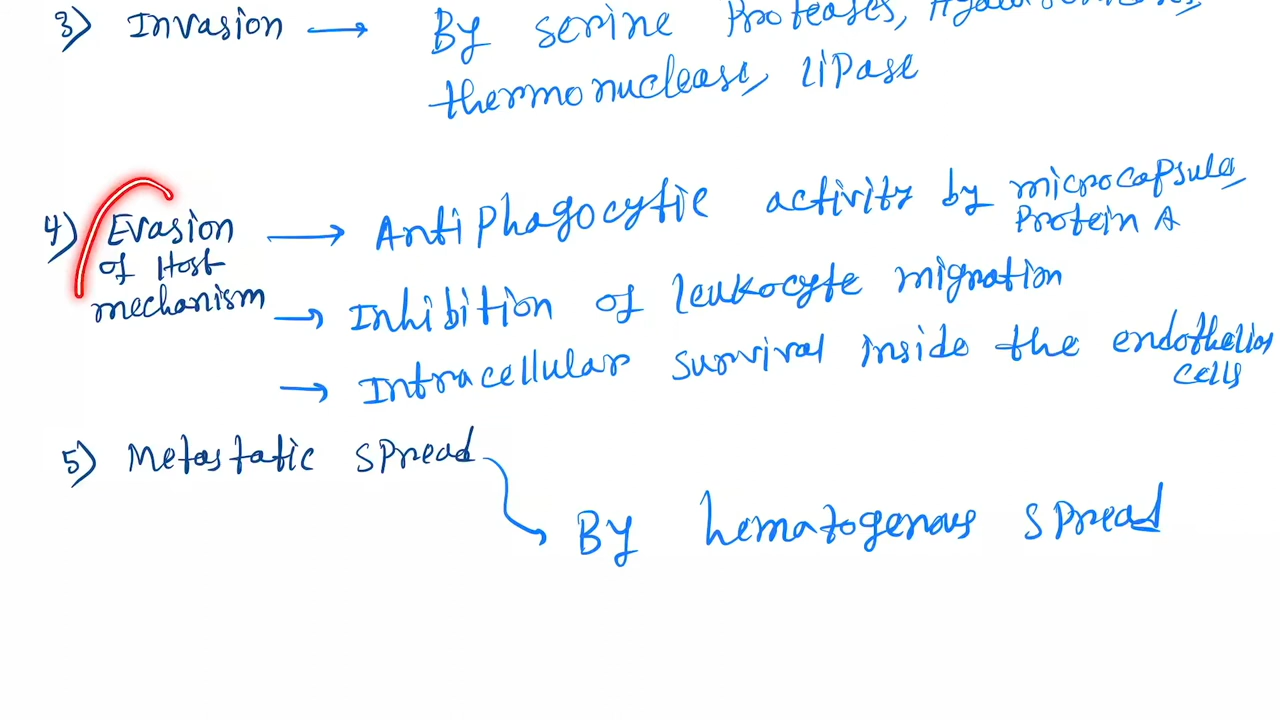 3) Invasion → By serine Proteases,
thermonuclease, Lipase
4) Evasion of Host mechanism → Antiphagocytic activity by microcapsule, Protein A
→ Inhibition of leukocyte migration
→ Intracellular survival inside the endothelial cells
5) Metastatic spread
By hematogenous spread